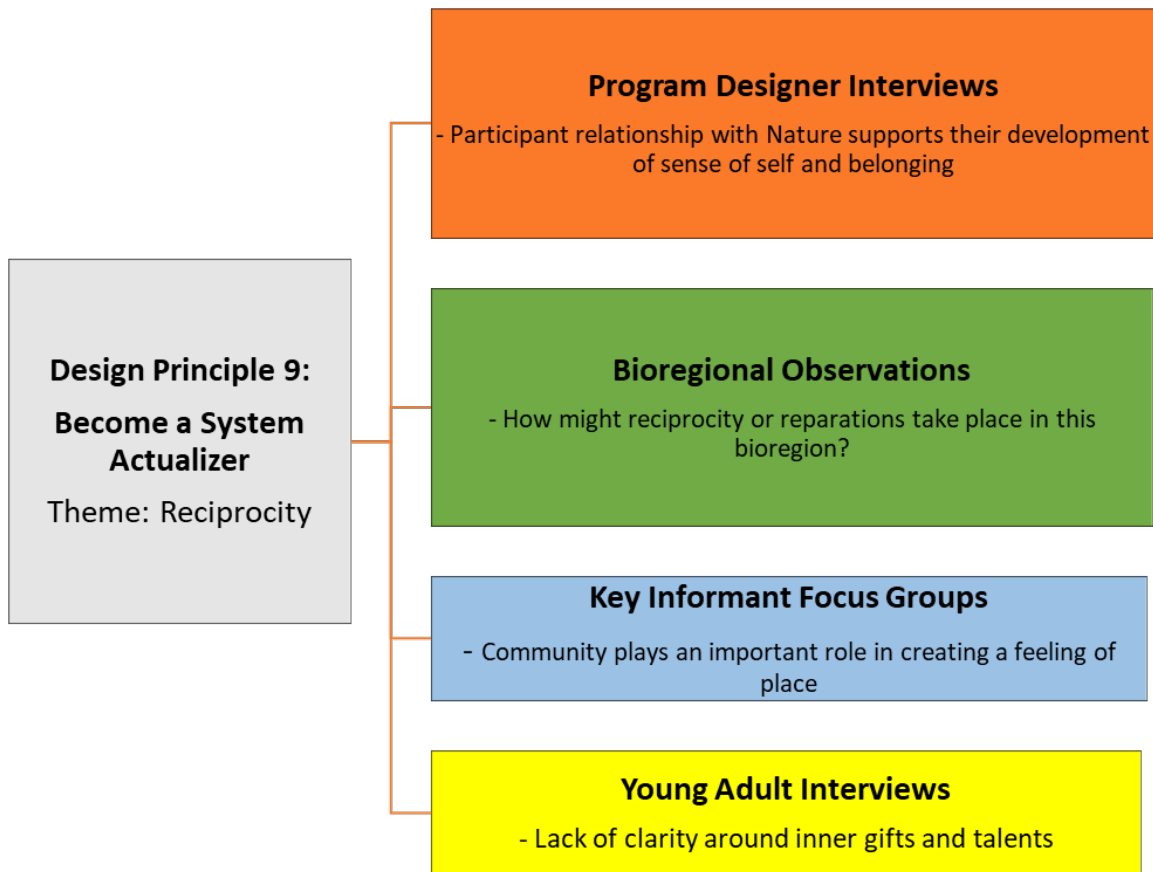 Design Principle 9:
Become a System
Actualizer
Theme: Reciprocity
Program Designer Interviews
- Participant relationship with Nature supports their development
of sense of self and belonging
Bioregional Observations
- How might reciprocity or reparations take place in this
bioregion?
Key Informant Focus Groups
- Community plays an important role in creating a feeling of
place
Young Adult Interviews
- Lack of clarity around inner gifts and talents